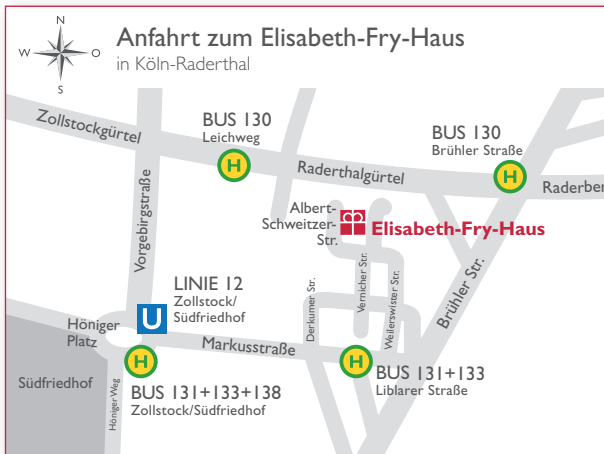 N
W
O
S
Anfahrt zum Elisabeth-Fry-Haus
in Köln-Raderthal
Zollstockgürtel
BUS 130
Leichweg
H
Raderthalgürtel
BUS 130
Brühler Straße
H
Raderber
Vorgebirgstraße
Albert-
Schweitzer-
Str.
Elisabeth-Fry-Haus
LINIE 12
Zollstock/
Südfriedhof
U
Derkumer Str.
Vernicher Str.
Weilerswister Str.
Brühler Str.
Höniger
Platz
Markusstraße
H
H
BUS 131+133
Liblarer Straße
Südfriedhof
Höniger Weg
BUS 131+133+138
Zollstock/Südfriedhof